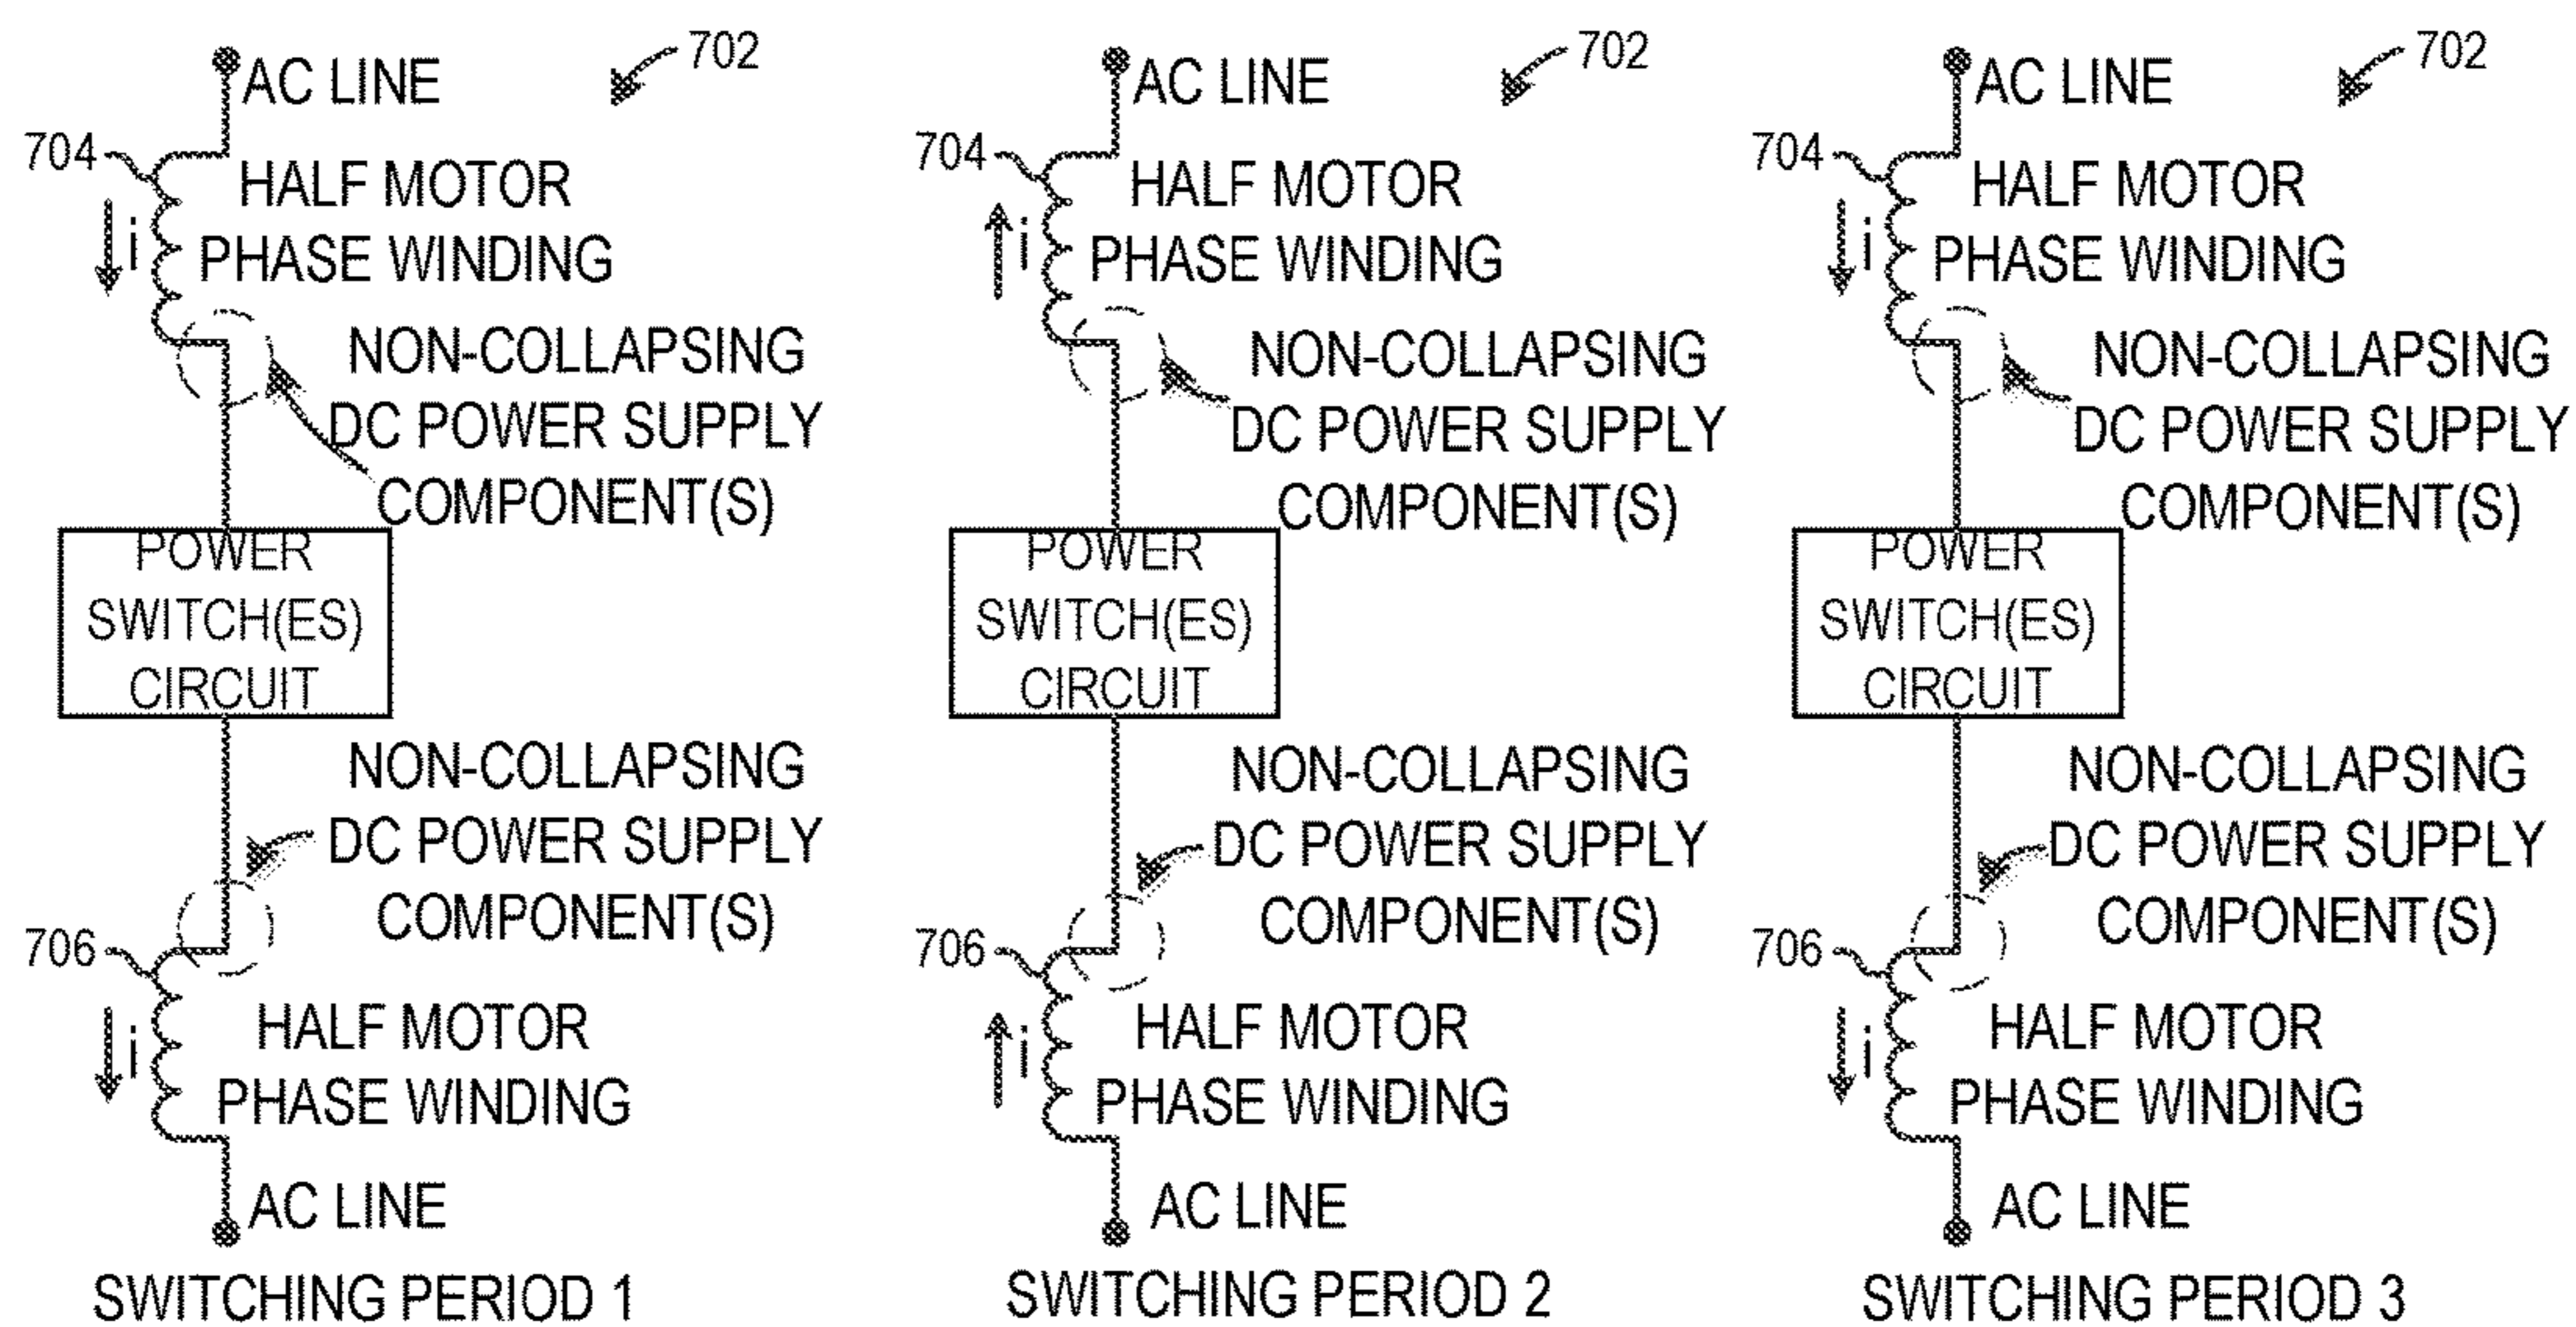 AC LINE
702
704
HALF MOTOR
PHASE WINDING
i
NON-COLLAPSING
DC POWER SUPPLY
COMPONENT(S)
POWER
SWITCH(ES)
CIRCUIT
NON-COLLAPSING
DC POWER SUPPLY
COMPONENT(S)
706
HALF MOTOR
PHASE WINDING
i
AC LINE
SWITCHING PERIOD 1
AC LINE
702
704
HALF MOTOR
PHASE WINDING
i
NON-COLLAPSING
DC POWER SUPPLY
COMPONENT(S)
POWER
SWITCH(ES)
CIRCUIT
NON-COLLAPSING
DC POWER SUPPLY
COMPONENT(S)
706
HALF MOTOR
PHASE WINDING
i
AC LINE
SWITCHING PERIOD 2
AC LINE
702
704
HALF MOTOR
PHASE WINDING
i
NON-COLLAPSING
DC POWER SUPPLY
COMPONENT(S)
POWER
SWITCH(ES)
CIRCUIT
NON-COLLAPSING
DC POWER SUPPLY
COMPONENT(S)
706
HALF MOTOR
PHASE WINDING
i
AC LINE
SWITCHING PERIOD 3